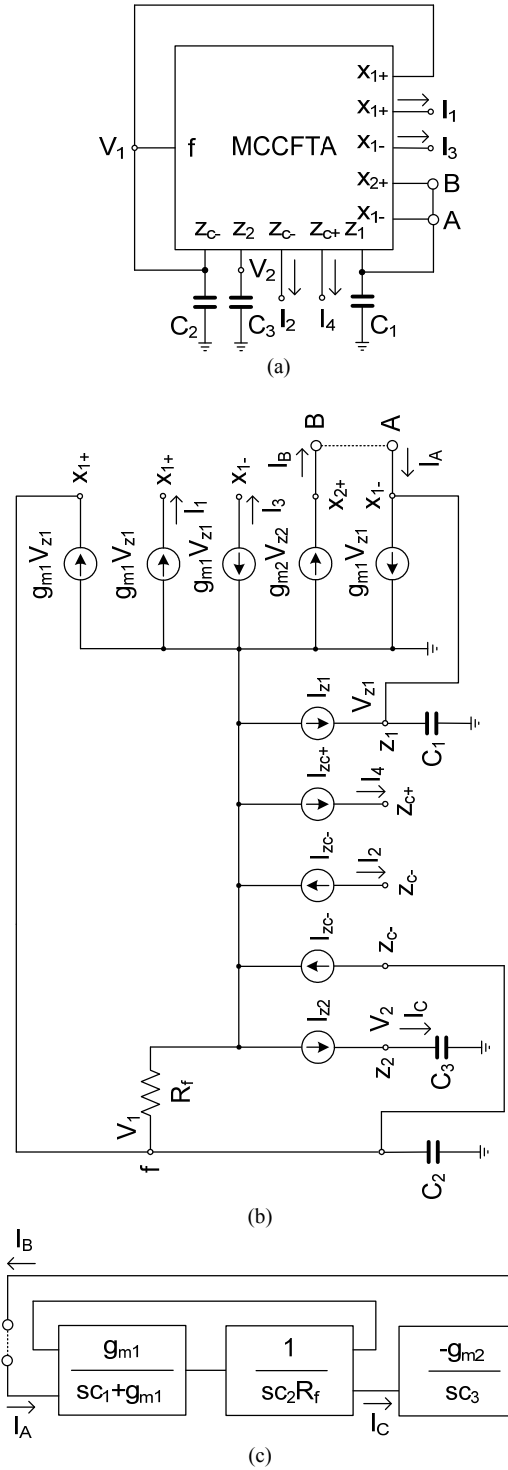 x1+
x1+
I1
x1-
I3
V1
f
MCCFTA
x2+
B
x1-
A
zc- z2 zc- zc+ z1
V2
C2 C3 I2 I4 C1
(a)
B A
IB IA
x1+ x1+ x1- x2+ x1-
I1 I3
gm1Vz1 gm1Vz1 gm1Vz1 gm2Vz2 gm1Vz1
Iz1 Vz1
z1 C1
Izc+ I4
zc+
Izc- I2
zc-
Izc- zc-
Iz2 V2 IC
z2 C3
Rf
V1
f
C2
(b)
IB
gm1
sc1+gm1
1
sc2Rf
-gm2
sc3
IA IC
(c)